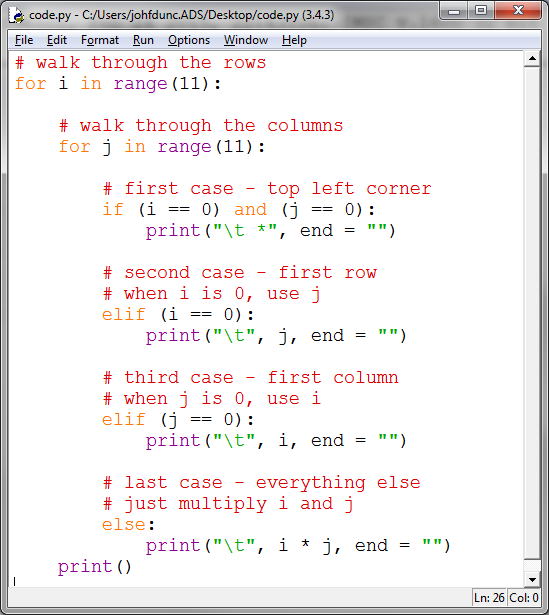 code.py - C:/Users/johfdunc.ADS/Desktop/code.py (3.4.3)
File Edit Format Run Options Window Help
# walk through the rows
for i in range(11):
    # walk through the columns
    for j in range(11):
        # first case - top left corner
        if (i == 0) and (j == 0):
            print("\t *", end = "")
        # second case - first row
        # when i is 0, use j
        elif (i == 0):
            print("\t", j, end = "")
        # third case - first column
        # when j is 0, use i
        elif (j == 0):
            print("\t", i, end = "")
        # last case - everything else
        # just multiply i and j
        else:
            print("\t", i * j, end = "")
    print()
Ln: 26 Col: 0